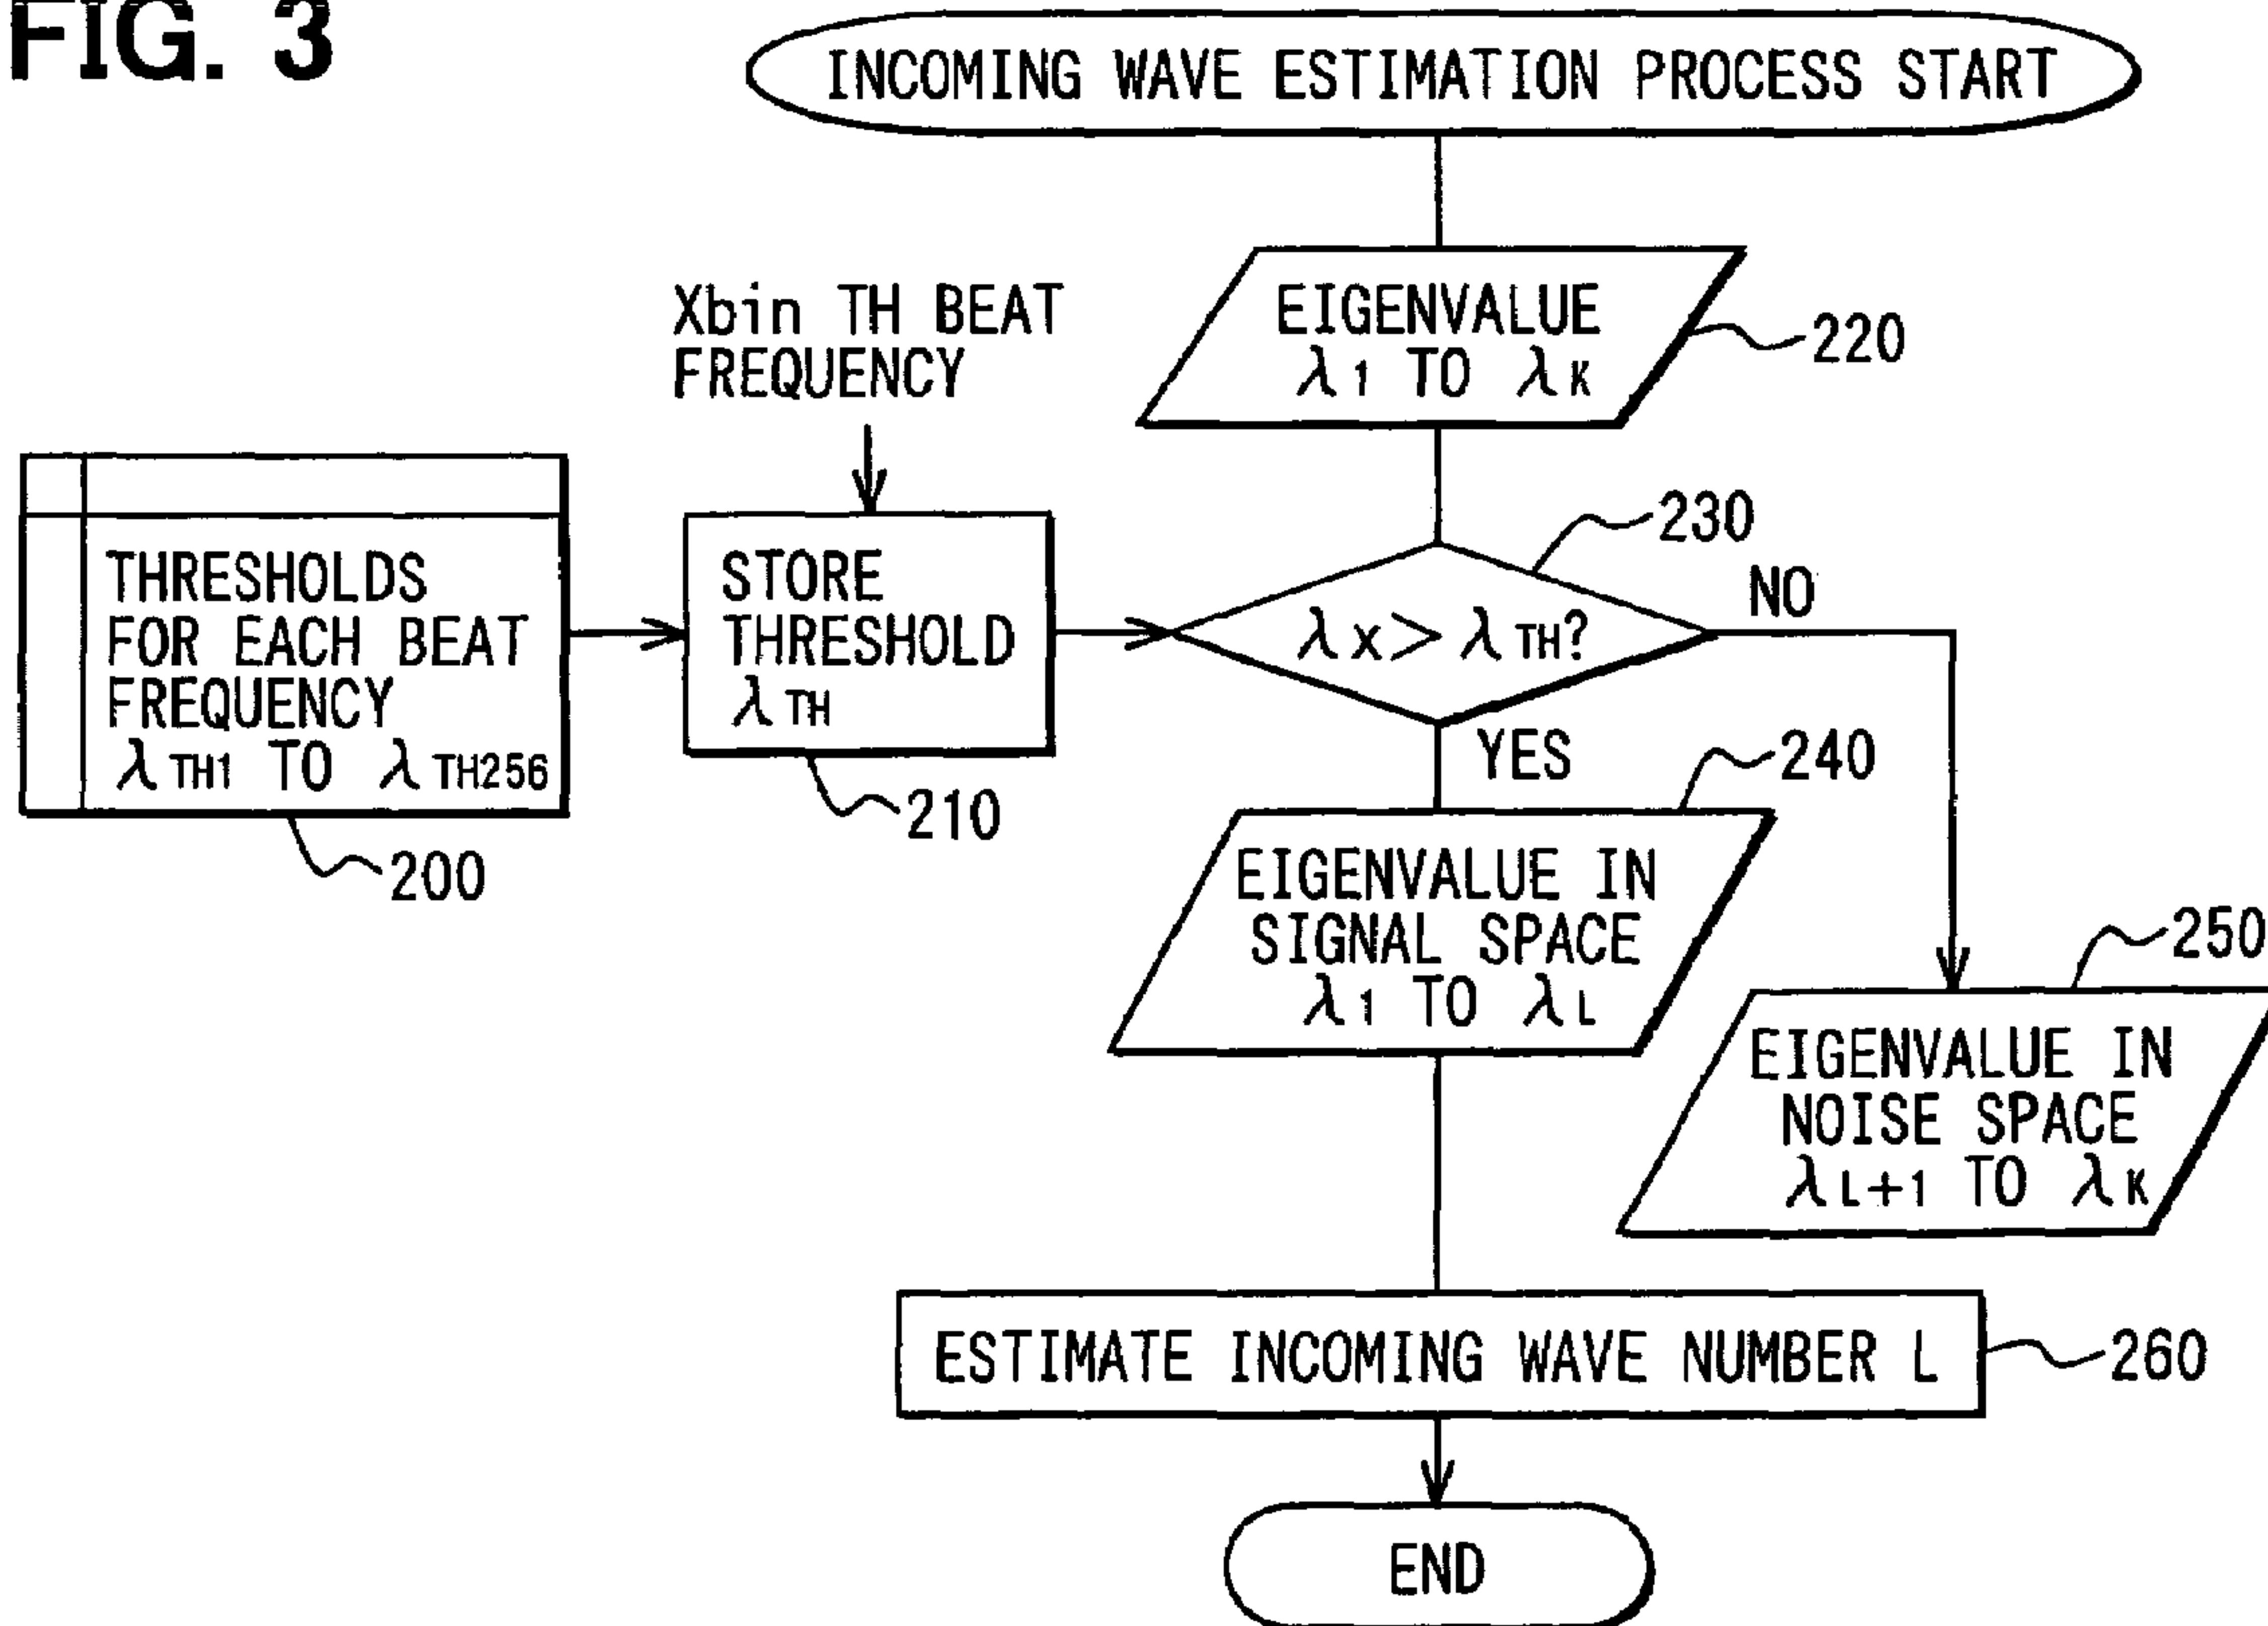 FIG. 3
INCOMING WAVE ESTIMATION PROCESS START
EIGENVALUE
λ1 TO λK
220
Xbin TH BEAT
FREQUENCY
THRESHOLDS
FOR EACH BEAT
FREQUENCY
λTH1 TO λTH256
200
STORE
THRESHOLD
λTH
210
230
λX> λTH?
NO
YES
240
EIGENVALUE IN
SIGNAL SPACE
λ1 TO λL
250
EIGENVALUE IN
NOISE SPACE
λL+1 TO λK
ESTIMATE INCOMING WAVE NUMBER L
260
END